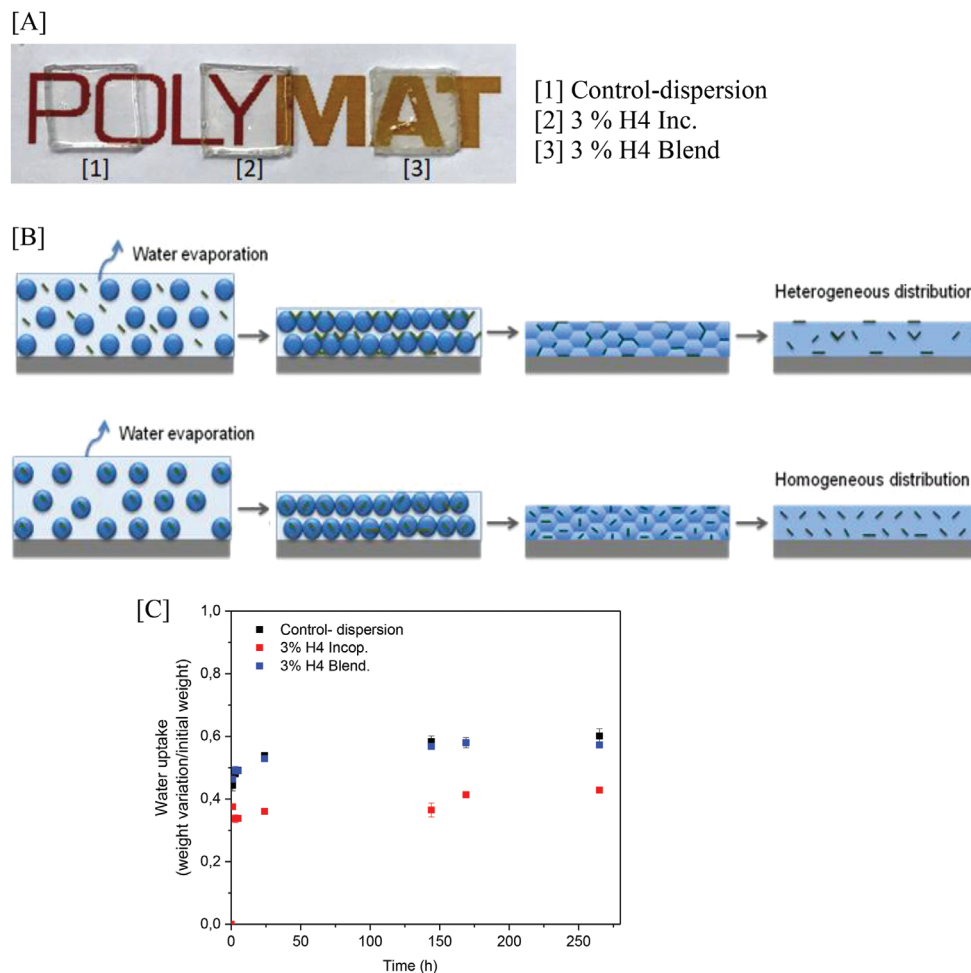 [A]
POLYMAT
[1] [2] [3]
[1] Control-dispersion
[2] 3 % H4 Inc.
[3] 3 % H4 Blend
[B]
Water evaporation
Heterogeneous distribution
Water evaporation
Homogeneous distribution
[C]
Control- dispersion
3% H4 Incop.
3% H4 Blend.
Water uptake
(weight variation/initial weight)
1,0
0,8
0,6
0,4
0,2
0,0
0 50 100 150 200 250
Time (h)